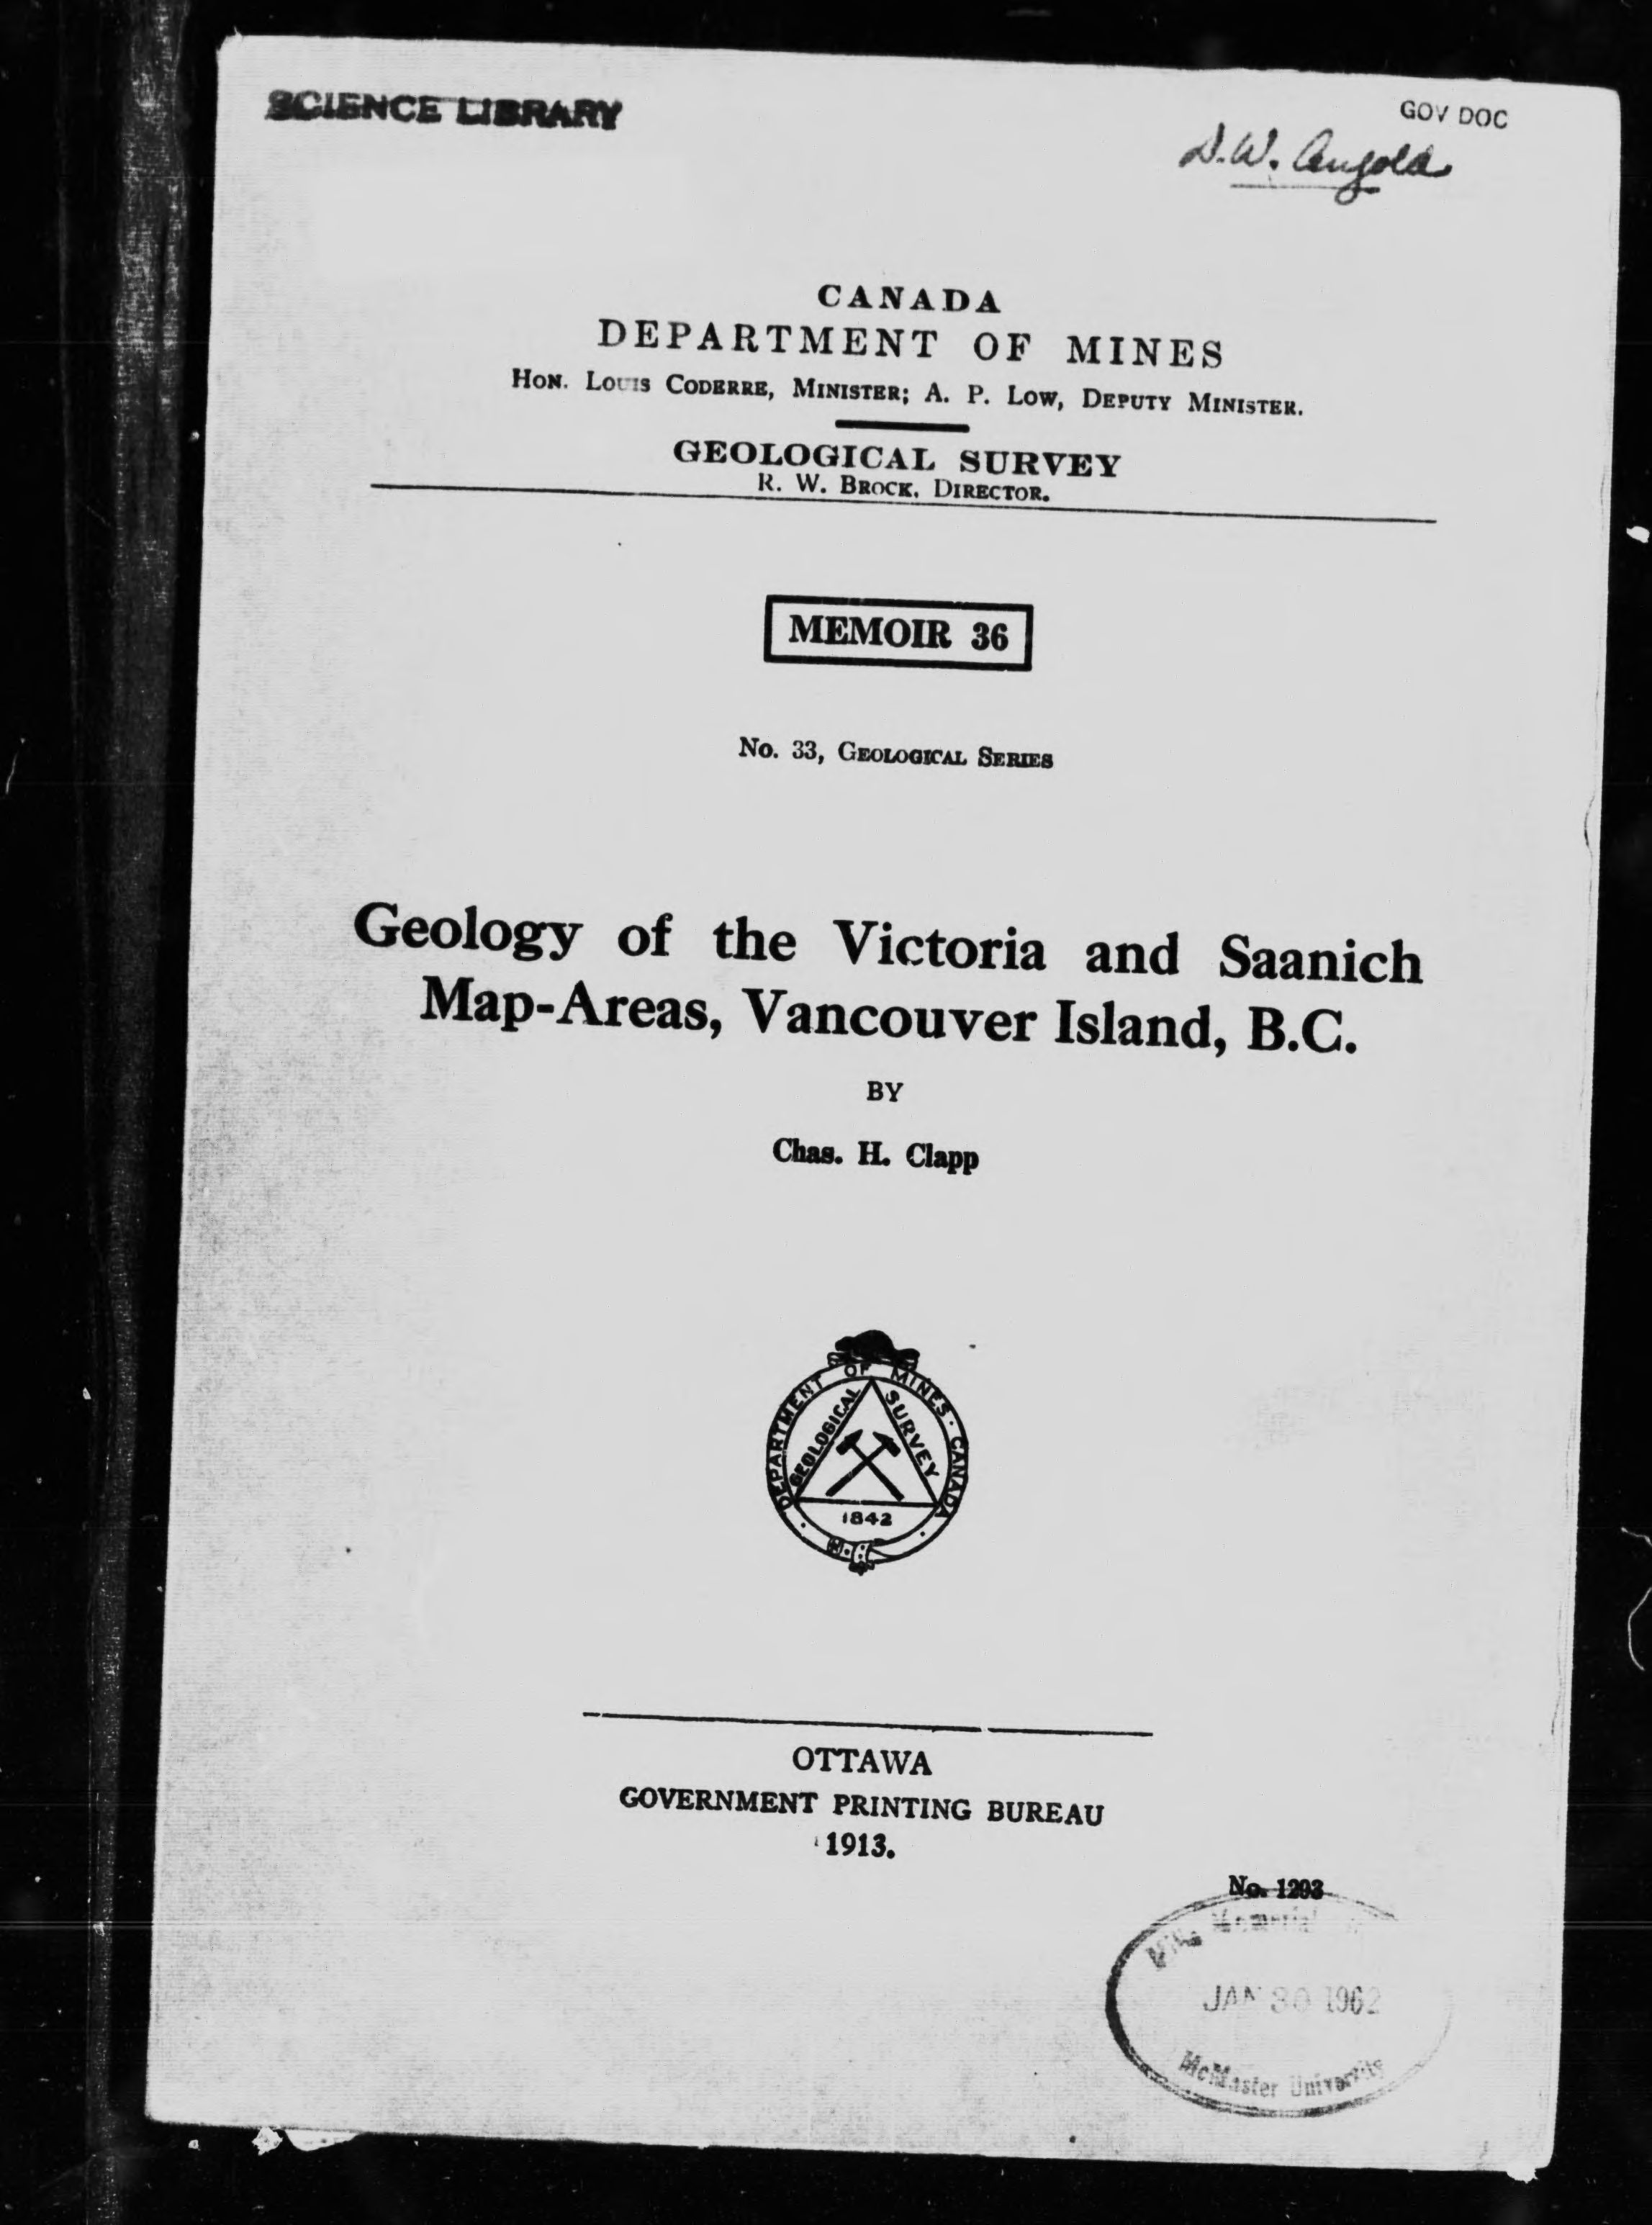 SCIENCE LIBRARY
GOV DOC
CANADA
DEPARTMENT OF MINES
HON. LOUIS CODERRE, MINISTER; A. P. LOW, DEPUTY MINISTER.
GEOLOGICAL SURVEY
R. W. BROCK, DIRECTOR.
MEMOIR 36
No. 33, GEOLOGICAL SERIES
Geology of the Victoria and Saanich
Map-Areas, Vancouver Island, B.C.
BY
Chas. H. Clapp
DEPARTMENT OF MINES · CANADA
GEOLOGICAL SURVEY
1842
OTTAWA
GOVERNMENT PRINTING BUREAU
1913.
No. 1293
Mills Memorial
JAN 30 1962
McMaster University